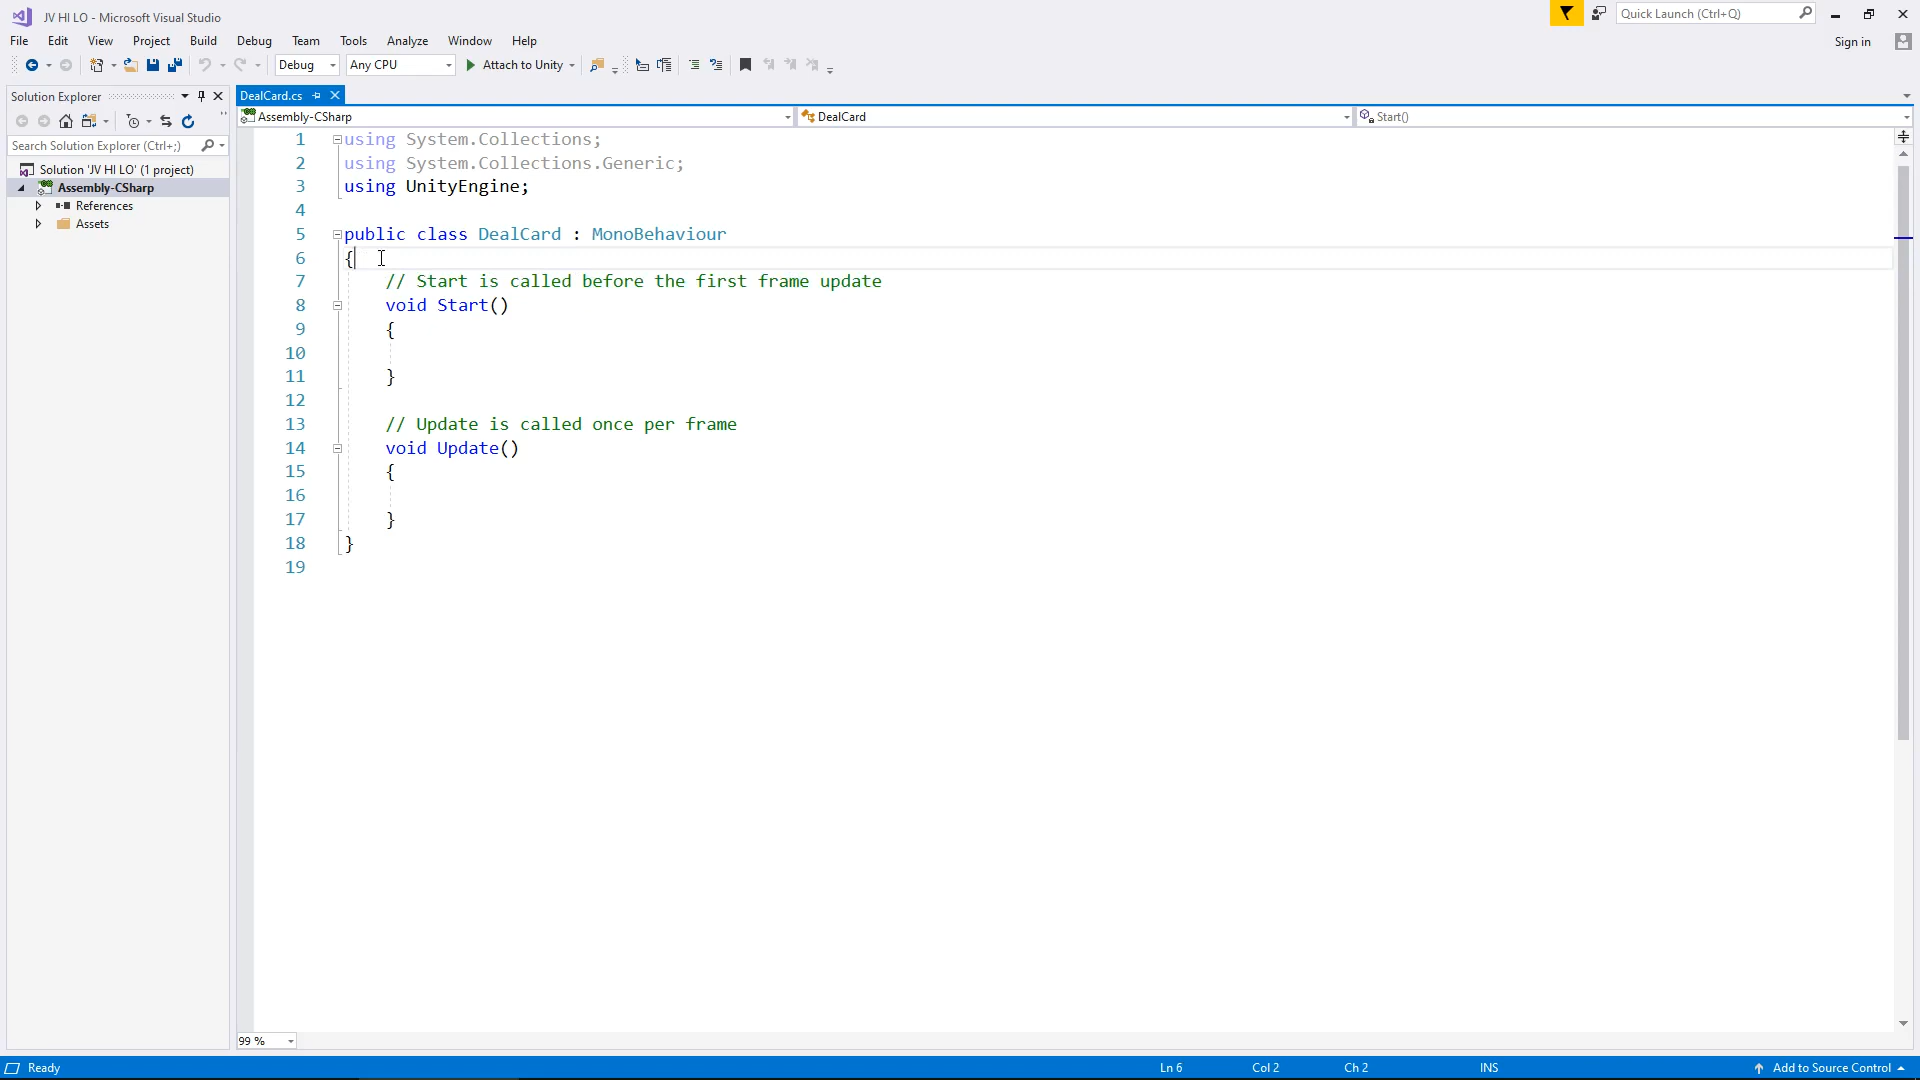 JV HI LO - Microsoft Visual Studio
Quick Launch (Ctrl+Q)
File Edit View Project Build Debug Team Tools Analyze Window Help
Sign in
Debug Any CPU Attach to Unity
Solution Explorer
DealCard.cs
Assembly-CSharp DealCard Start()
Search Solution Explorer (Ctrl+;)
Solution 'JV HI LO' (1 project)
Assembly-CSharp
References
Assets
1 using System.Collections;
2 using System.Collections.Generic;
3 using UnityEngine;
4
5 public class DealCard : MonoBehaviour
6 {
7 // Start is called before the first frame update
8 void Start()
9 {
10
11 }
12
13 // Update is called once per frame
14 void Update()
15 {
16
17 }
18 }
19
99 %
Ready Ln 6 Col 2 Ch 2 INS Add to Source Control